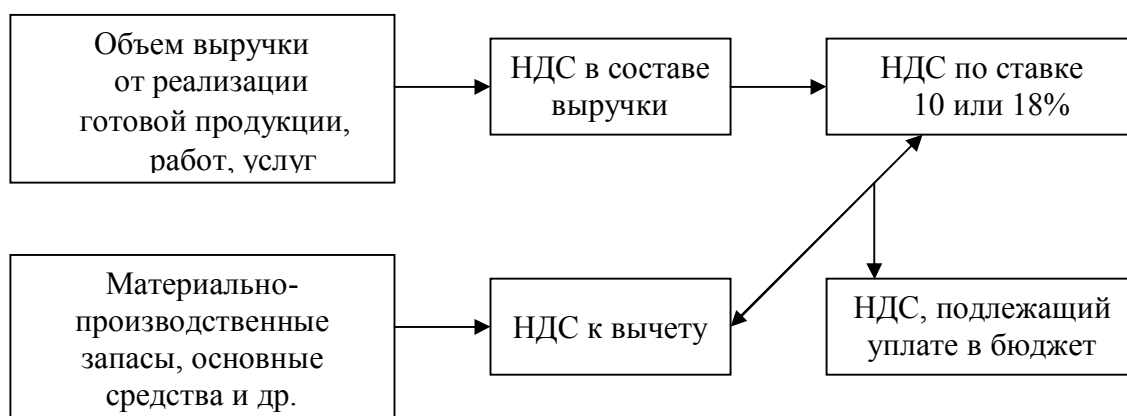 Объем выручки
от реализации
готовой продукции,
работ, услуг
НДС в составе
выручки
НДС по ставке
10 или 18%
Материально-
производственные
запасы, основные
средства и др.
НДС к вычету
НДС, подлежащий
уплате в бюджет